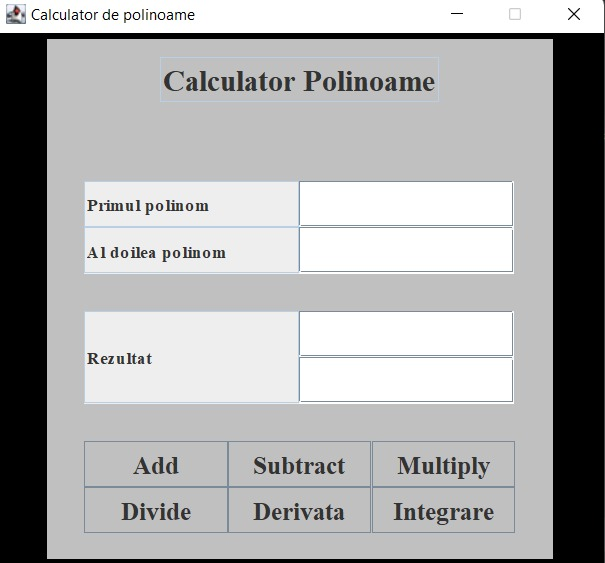 Calculator de polinoame
Calculator Polinoame
Primul polinom
Al doilea polinom
Rezultat
Add Subtract Multiply
Divide Derivata Integrare